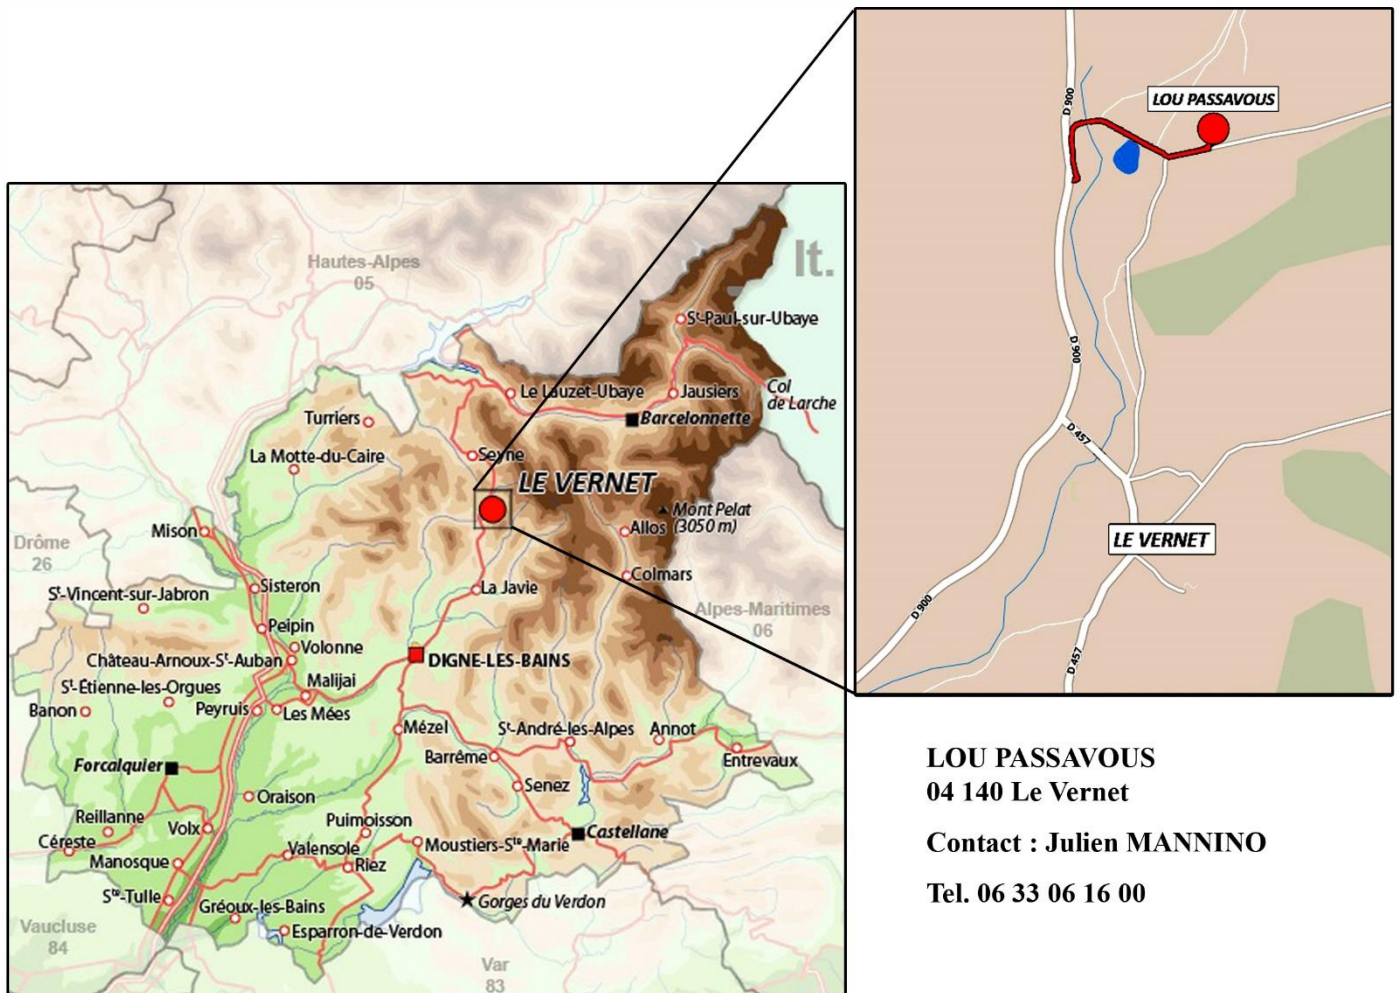 D 900
LOU PASSAVOUS
D 900
D 457
LE VERNET
D 900
D 457
Hautes-Alpes
05
It.
St-Paul-sur-Ubaye
Le Lauzet-Ubaye
Jausiers
Col
de Larche
Barcelonnette
Turriers
La Motte-du-Caire
Seyne
LE VERNET
Mont Pelat
(3050 m)
Allos
Mison
Drôme
26
Colmars
Sisteron
La Javie
St-Vincent-sur-Jabron
Alpes-Maritimes
06
Peipin
Volonne
Château-Arnoux-St-Auban
DIGNE-LES-BAINS
St-Étienne-les-Orgues
Malijai
Banon
Peyruis
Les Mées
Mézel
St-André-les-Alpes
Annot
Barrême
Entrevaux
Forcalquier
Senez
Oraison
Reillanne
Volx
Puimoisson
Castellane
Céreste
Moustiers-Ste-Marie
Valensole
Manosque
Riez
Ste-Tulle
Gréoux-les-Bains
Gorges du Verdon
Vaucluse
84
Esparron-de-Verdon
Var
83
LOU PASSAVOUS
04 140 Le Vernet
Contact : Julien MANNINO
Tel. 06 33 06 16 00